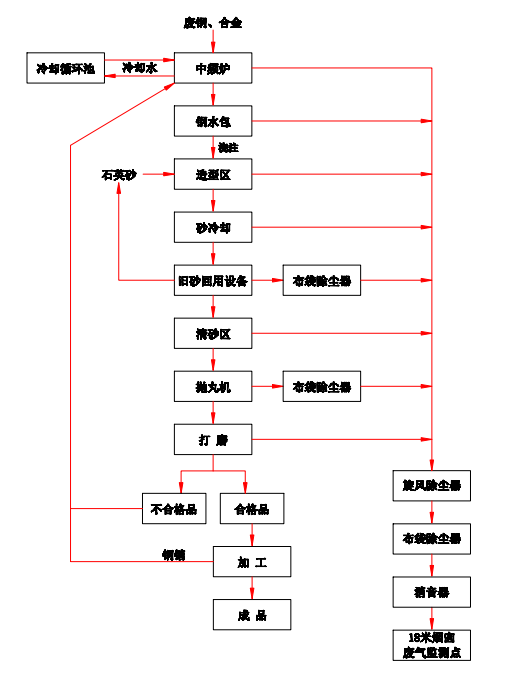 废钢、合金
冷却循环池
冷却水
中频炉
钢水包
浇注
石英砂
造型区
砂冷却
旧砂回用设备
布袋除尘器
清砂区
抛丸机
布袋除尘器
打 磨
旋风除尘器
不合格品
合格品
布袋除尘器
钢销
加 工
消音器
成 品
18米烟囱
废气监测点